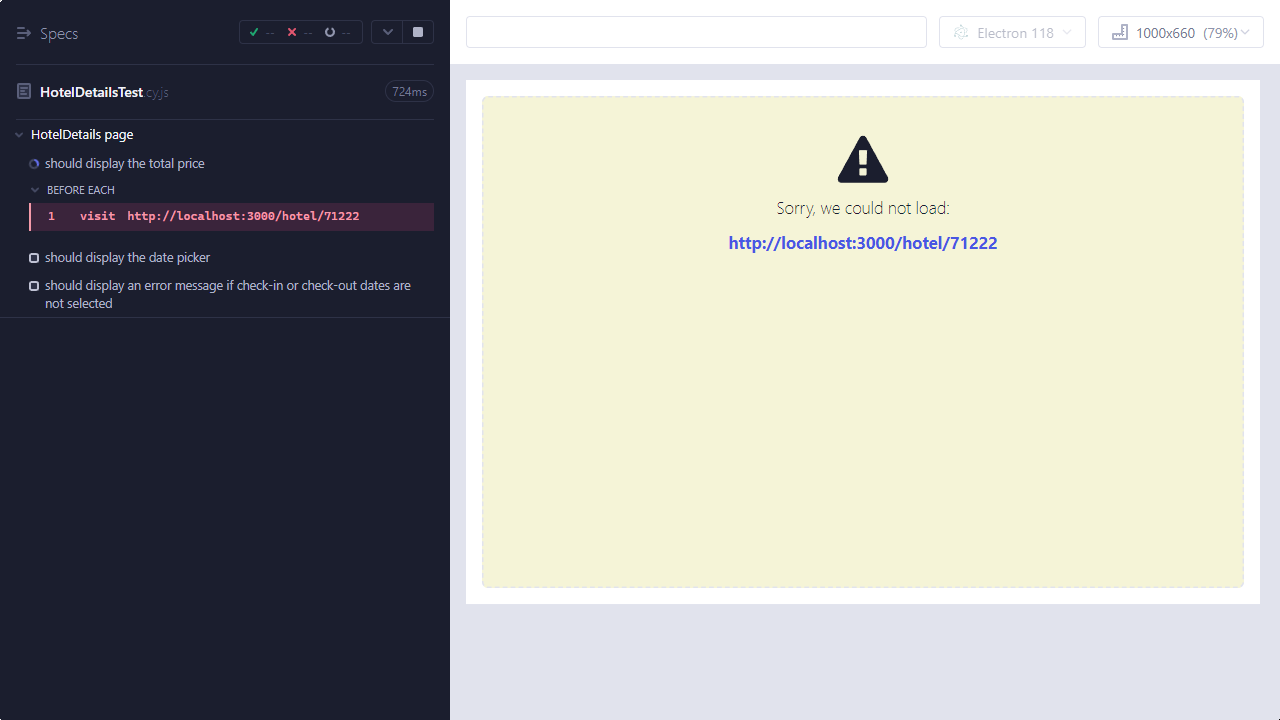 Specs
-- -- --
HotelDetailsTest.cy.js
724ms
HotelDetails page
should display the total price
BEFORE EACH
1 visit http://localhost:3000/hotel/71222
should display the date picker
should display an error message if check-in or check-out dates are
not selected
Electron 118
1000x660 (79%)
Sorry, we could not load:
http://localhost:3000/hotel/71222